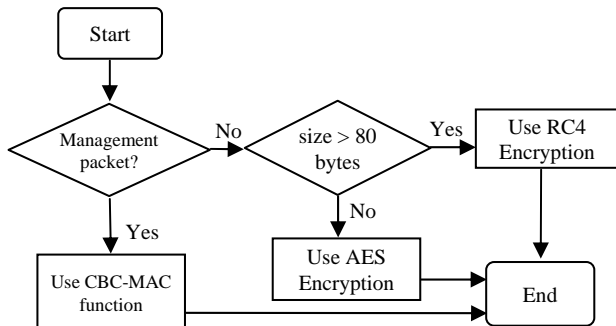 Start
Management
packet?
No
size > 80
bytes
Yes
Use RC4
Encryption
Yes
No
Use CBC-MAC
function
Use AES
Encryption
End